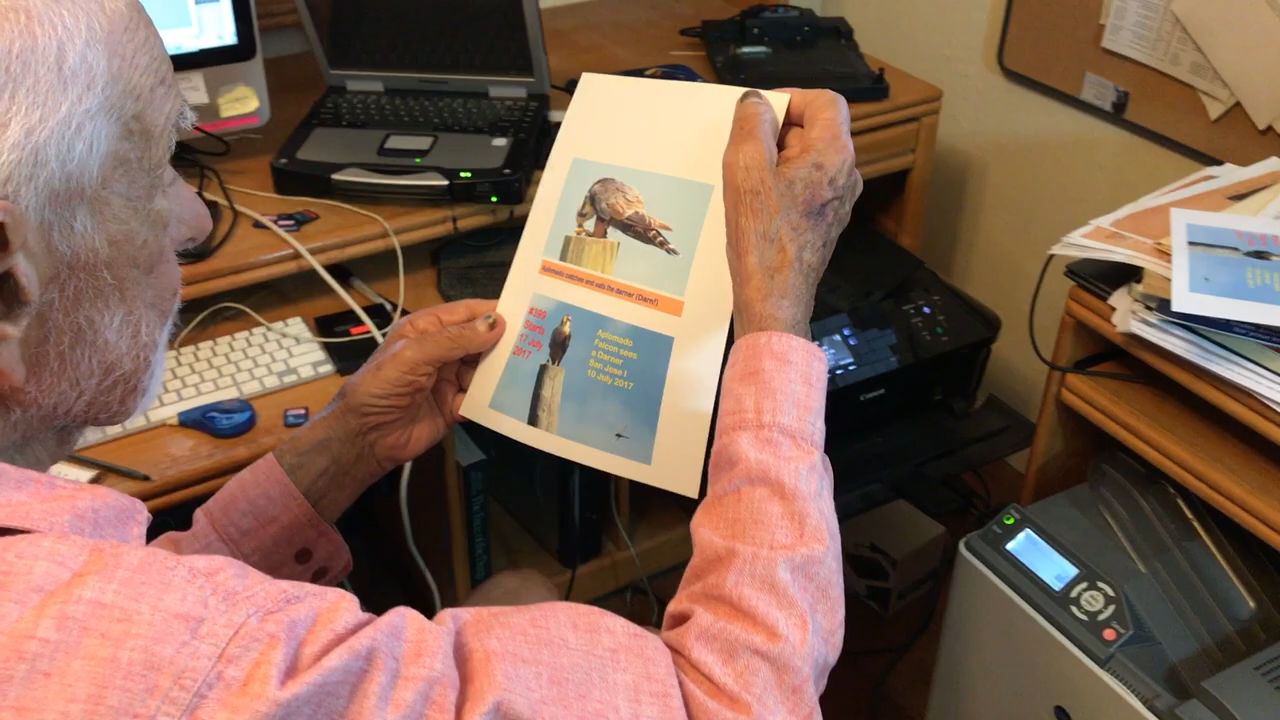 Aplomado catches and eats the darner (Darn!)
#399
Starts
17 July
2017
Aplomado
Falcon sees
a Darner
San Jose I
10 July 2017
Canon